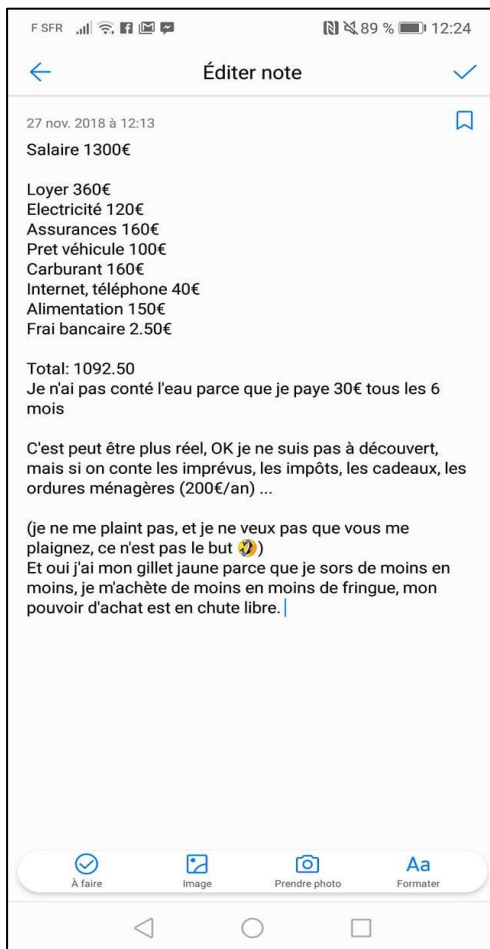 F SFR 89 % 12:24
Éditer note
27 nov. 2018 à 12:13
Salaire 1300€
Loyer 360€
Electricité 120€
Assurances 160€
Pret véhicule 100€
Carburant 160€
Internet, téléphone 40€
Alimentation 150€
Frai bancaire 2.50€
Total: 1092.50
Je n'ai pas conté l'eau parce que je paye 30€ tous les 6
mois
C'est peut être plus réel, OK je ne suis pas à découvert,
mais si on conte les imprévus, les impôts, les cadeaux, les
ordures ménagères (200€/an) ...
(je ne me plaint pas, et je ne veux pas que vous me
plaignez, ce n'est pas le but 🤣)
Et oui j'ai mon gillet jaune parce que je sors de moins en
moins, je m'achète de moins en moins de fringue, mon
pouvoir d'achat est en chute libre.
À faire Image Prendre photo Aa Formater